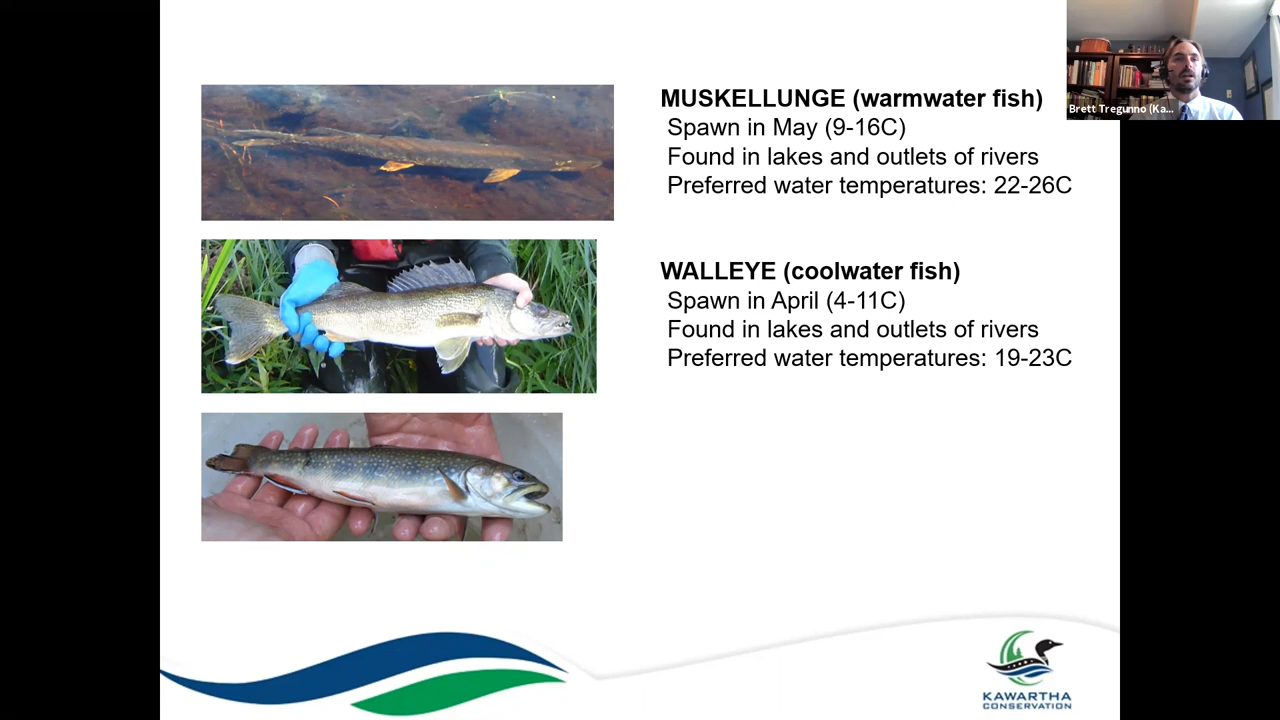 MUSKELLUNGE (warmwater fish)
Spawn in May (9-16C)
Found in lakes and outlets of rivers
Preferred water temperatures: 22-26C
Brett Tregunno (Ka...
WALLEYE (coolwater fish)
Spawn in April (4-11C)
Found in lakes and outlets of rivers
Preferred water temperatures: 19-23C
KAWARTHA
CONSERVATION